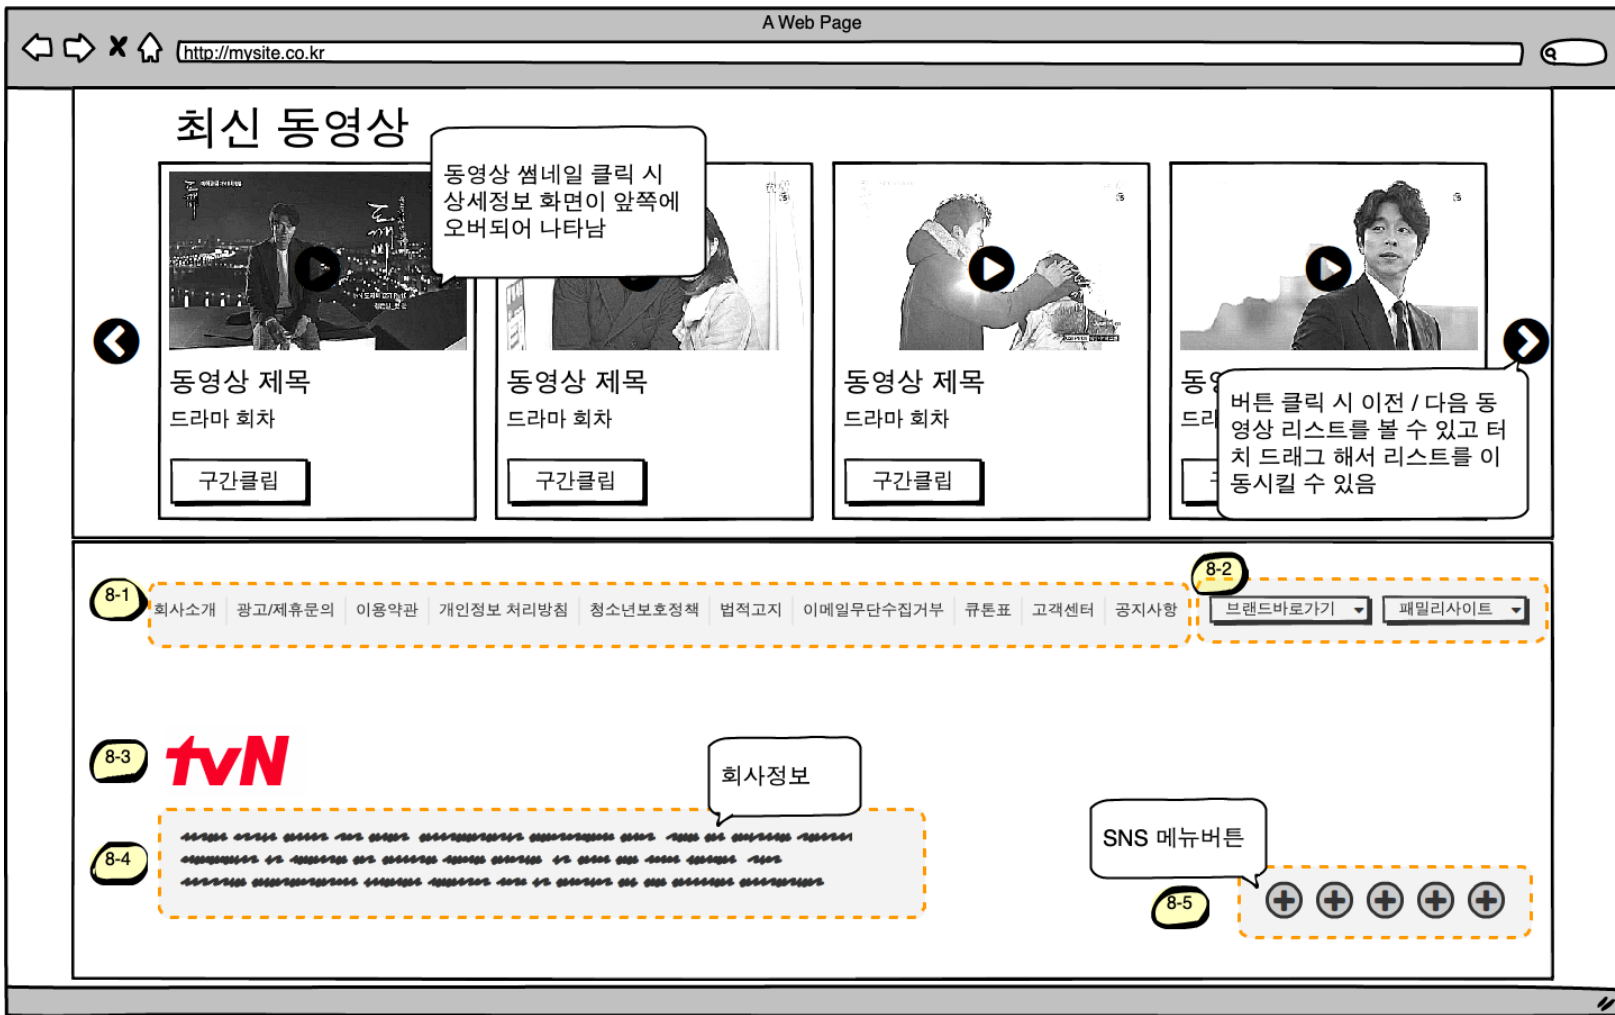 A Web Page
http://mysite.co.kr
최신 동영상
동영상 썸네일 클릭 시
상세정보 화면이 앞쪽에
오버되어 나타남
도깨비
동영상 제목
드라마 회차
구간클립
동영상 제목
드라마 회차
구간클립
동영상 제목
드라마 회차
구간클립
버튼 클릭 시 이전 / 다음 동
영상 리스트를 볼 수 있고 터
치 드래그 해서 리스트를 이
동시킬 수 있음
8-1
회사소개 광고/제휴문의 이용약관 개인정보 처리방침 청소년보호정책 법적고지 이메일무단수집거부 큐톤표 고객센터 공지사항
8-2
브랜드바로가기 패밀리사이트
8-3
tvN
회사정보
8-4
SNS 메뉴버튼
8-5